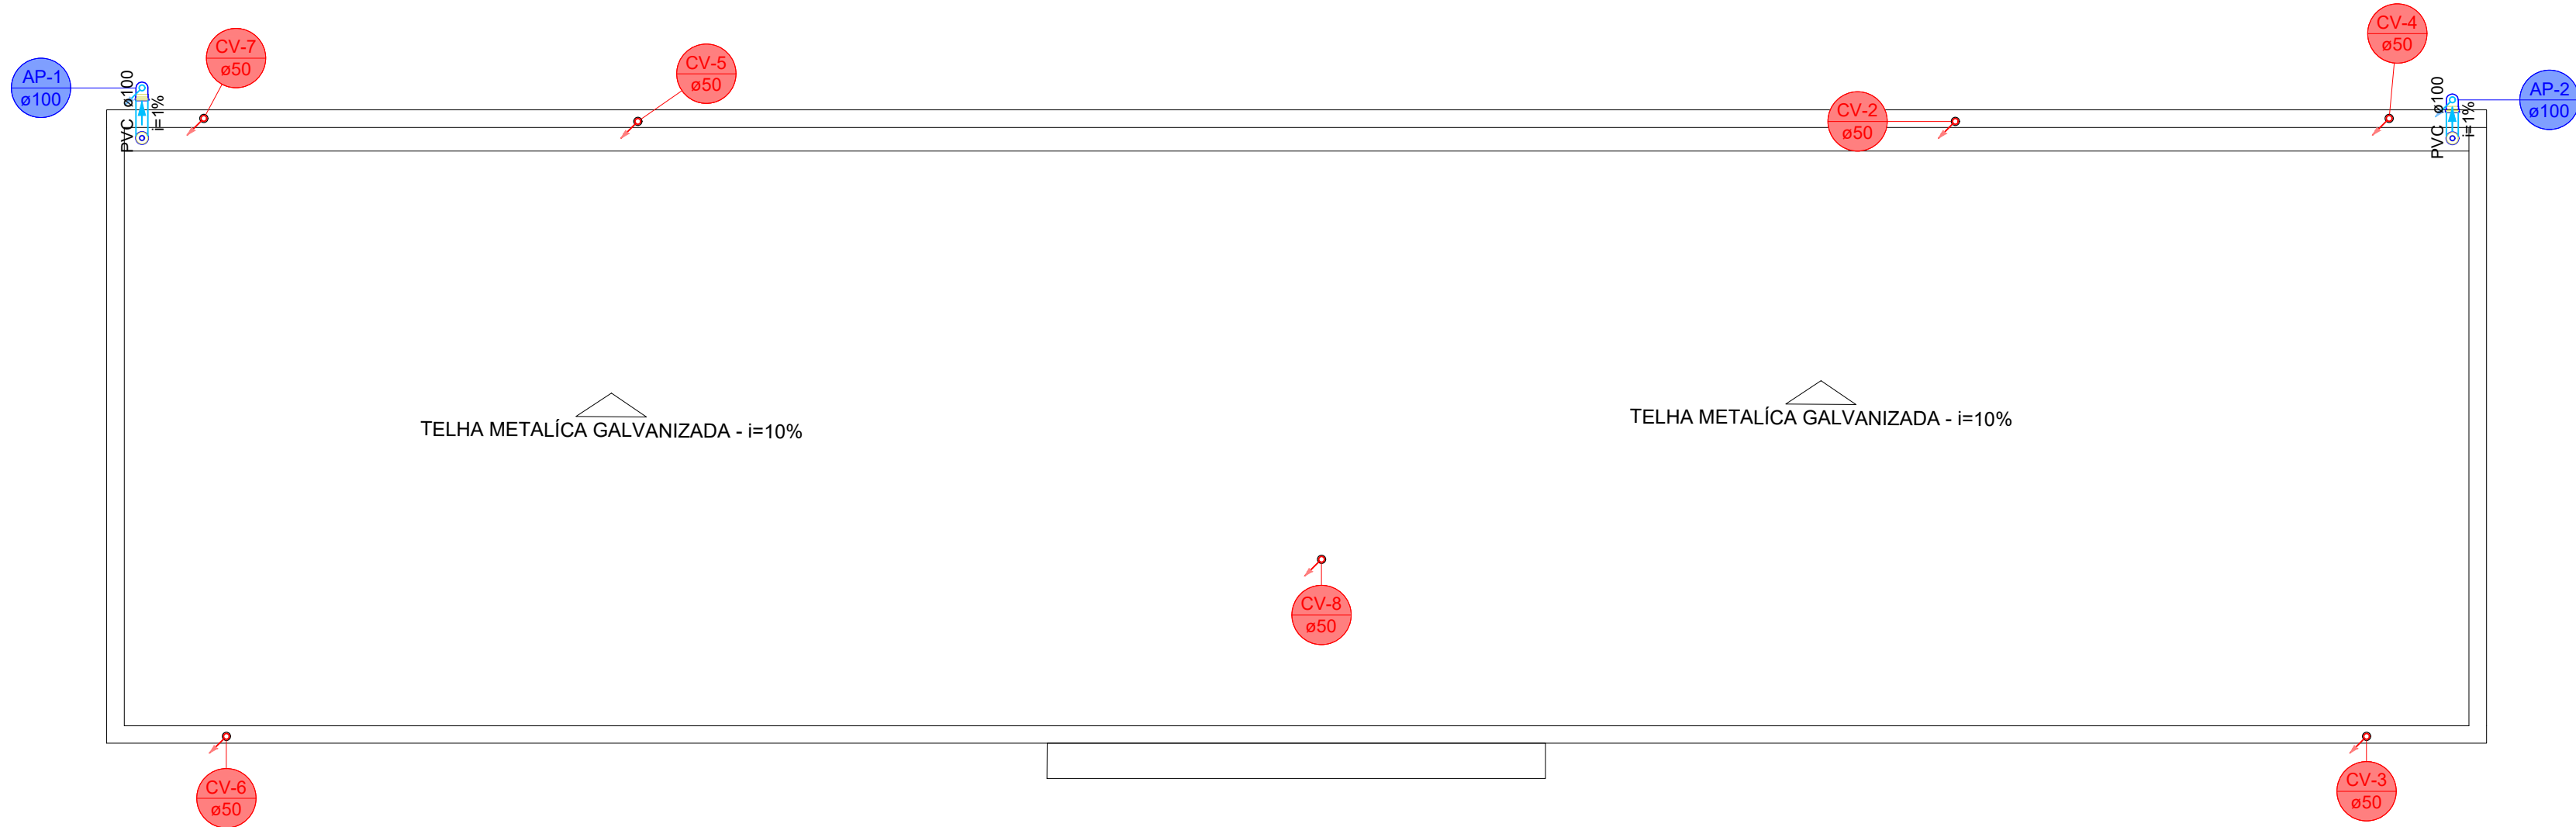 CV-4
ø50
CV-7
ø50
CV-5
ø50
AP-1
ø100
PVC ø100
i=1%
CV-2
ø50
PVC ø100
i=1%
AP-2
ø100
TELHA METALÍCA GALVANIZADA - i=10%
TELHA METALÍCA GALVANIZADA - i=10%
CV-8
ø50
CV-6
ø50
CV-3
ø50